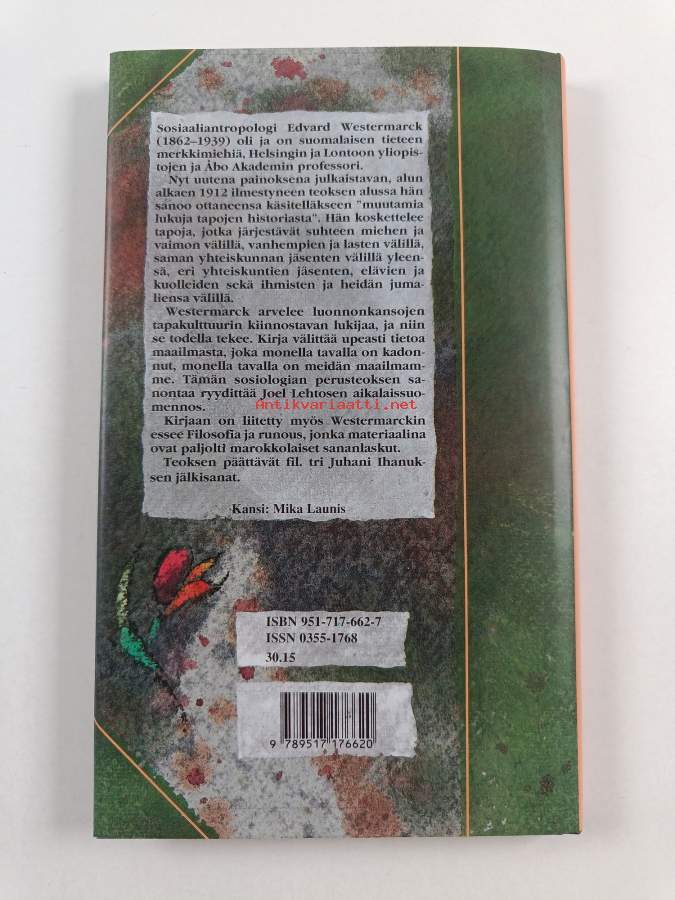 Sosiaaliantropologi Edvard Westermarck
(1862–1939) oli ja on suomalaisen tieteen
merkkimiehiä, Helsingin ja Lontoon yliopis-
tojen ja Åbo Akademin professori.
Nyt uutena painoksena julkaistavan, alun
alkaen 1912 ilmestyneen teoksen alussa hän
sanoo ottaneensa käsitelläkseen "muutamia
lukuja tapojen historiasta". Hän koskettelee
tapoja, jotka järjestävät suhteen miehen ja
vaimon välillä, vanhempien ja lasten välillä,
saman yhteiskunnan jäsenten välillä yleen-
sä, eri yhteiskuntien jäsenten, elävien ja
kuolleiden sekä ihmisten ja heidän juma-
liensa välillä.
Westermarck arvelee luonnonkansojen
tapakulttuurin kiinnostavan lukijaa, ja niin
se todella tekee. Kirja välittää upeasti tietoa
maailmasta, joka monella tavalla on kadon-
nut, monella tavalla on meidän maailmam-
me. Tämän sosiologian perusteoksen sa-
nontaa ryydittää Joel Lehtosen aikalaissuo-
mennos.
Antikvariaatti.net
Kirjaan on liitetty myös Westermarckin
essee Filosofia ja runous, jonka materiaalina
ovat paljolti marokkolaiset sananlaskut.
Teoksen päättävät fil. tri Juhani Ihanuk-
sen jälkisanat.
Kansi: Mika Launis
ISBN 951-717-662-7
ISSN 0355-1768
30.15
9 789517 176620